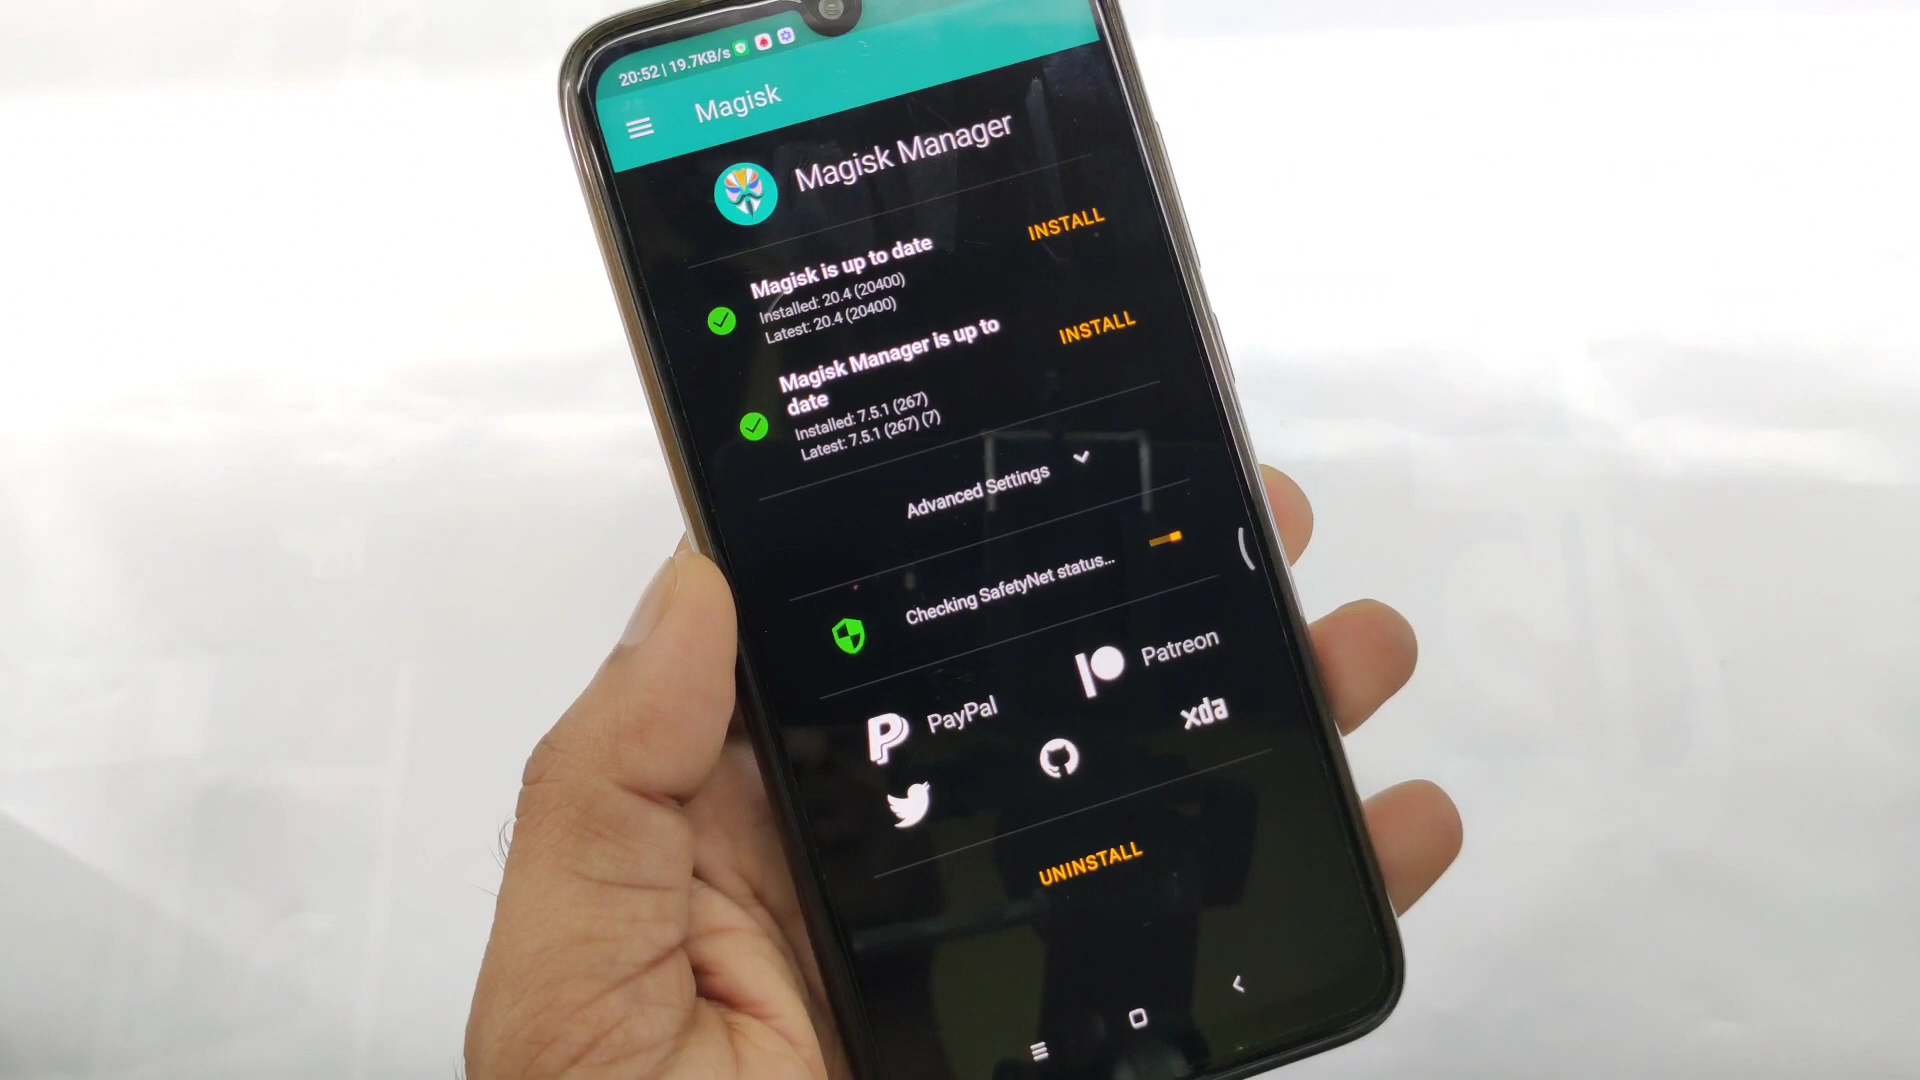 20:52 | 19.7KB/s
Magisk
Magisk Manager
Magisk is up to date
Installed: 20.4 (20400)
Latest: 20.4 (20400)
INSTALL
Magisk Manager is up to
date
Installed: 7.5.1 (267)
Latest: 7.5.1 (267) (7)
INSTALL
Advanced Settings
Checking SafetyNet status...
PayPal
Patreon
xda
UNINSTALL